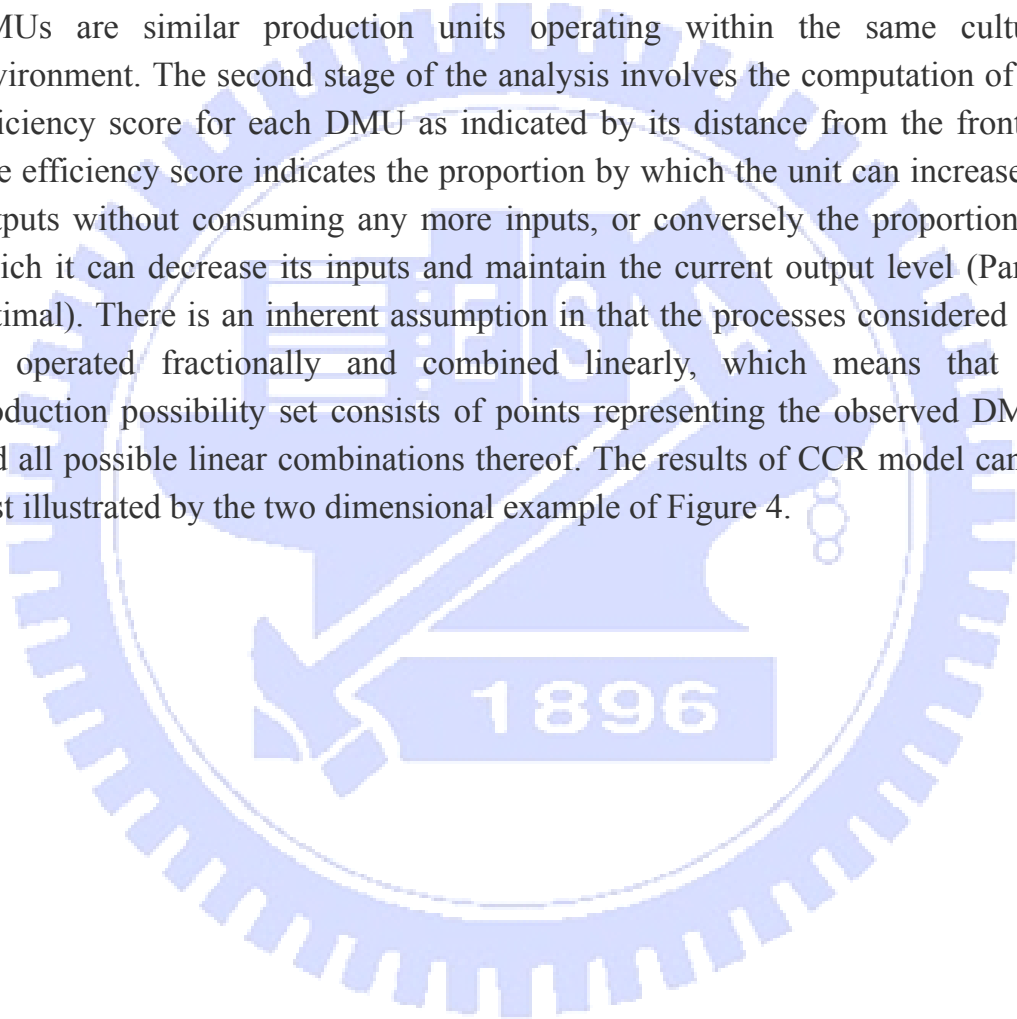 MUs are similar production units operating within the same cultu
vironment. The second stage of the analysis involves the computation of
iciency score for each DMU as indicated by its distance from the front
e efficiency score indicates the proportion by which the unit can increase
tputs without consuming any more inputs, or conversely the proportion
hich it can decrease its inputs and maintain the current output level (Par
timal). There is an inherent assumption in that the processes considered
operated fractionally and combined linearly, which means that
oduction possibility set consists of points representing the observed DM
d all possible linear combinations thereof. The results of CCR model can
st illustrated by the two dimensional example of Figure 4.
E S A
1896